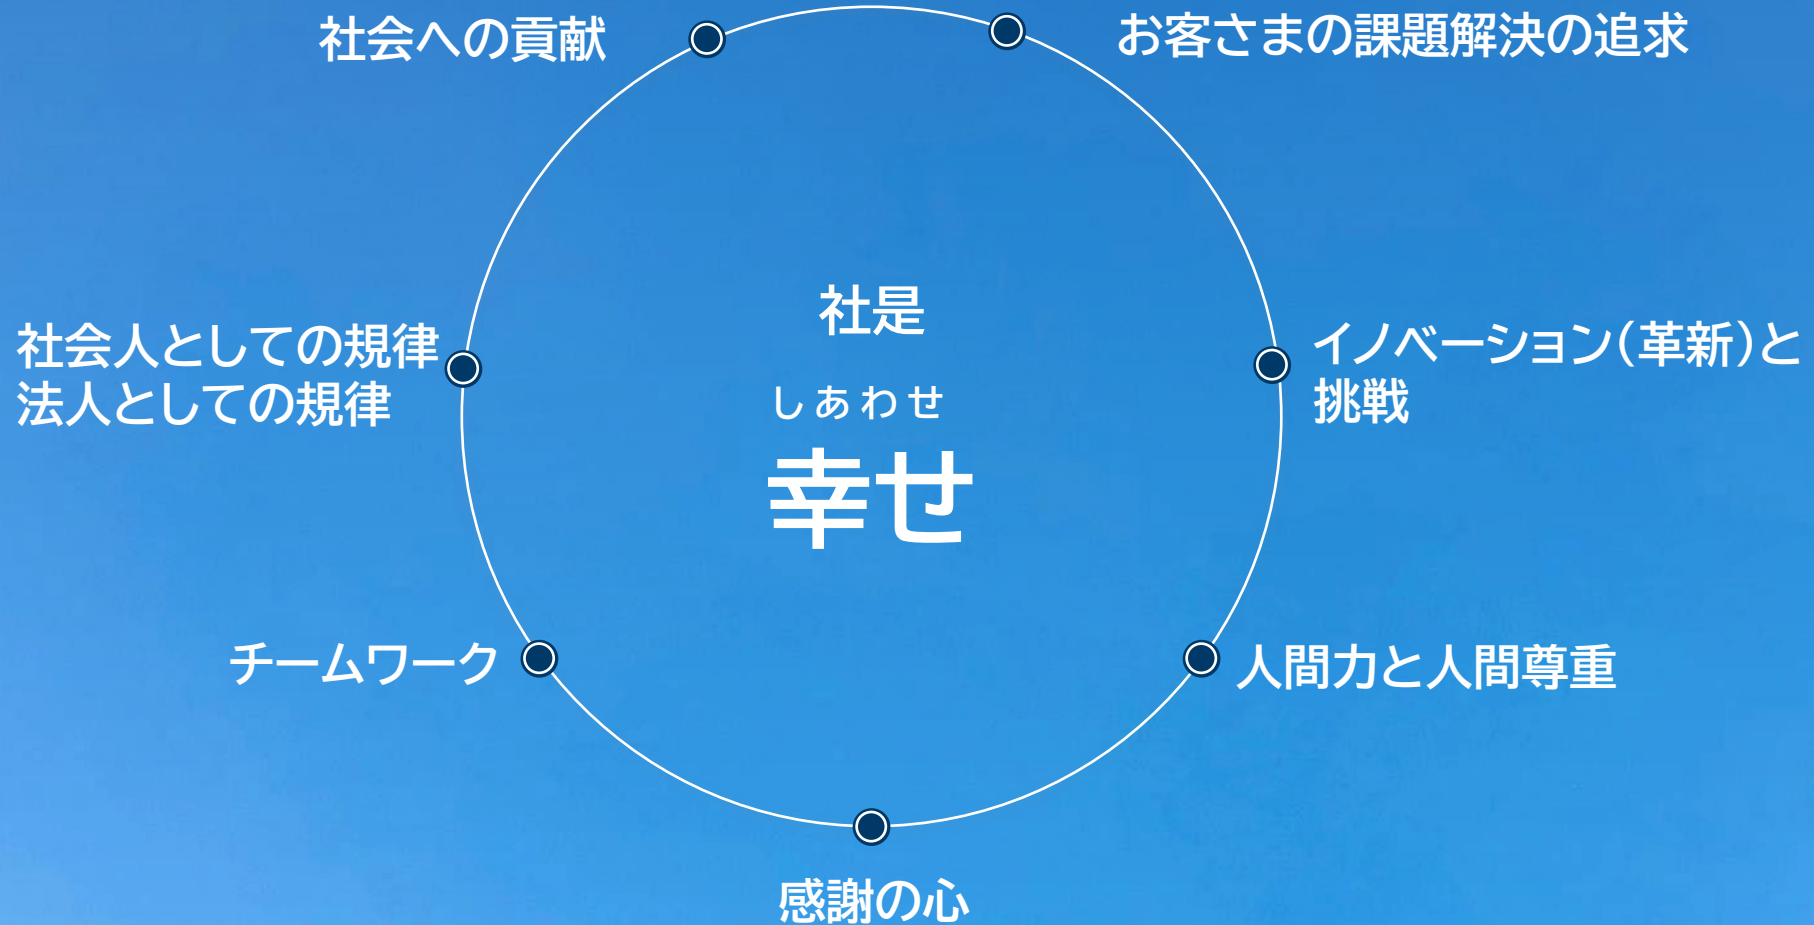 社会への貢献
お客さまの課題解決の追求
社是
しあわせ
幸せ
社会人としての規律
法人としての規律
イノベーション(革新)と
挑戦
チームワーク
人間力と人間尊重
感謝の心